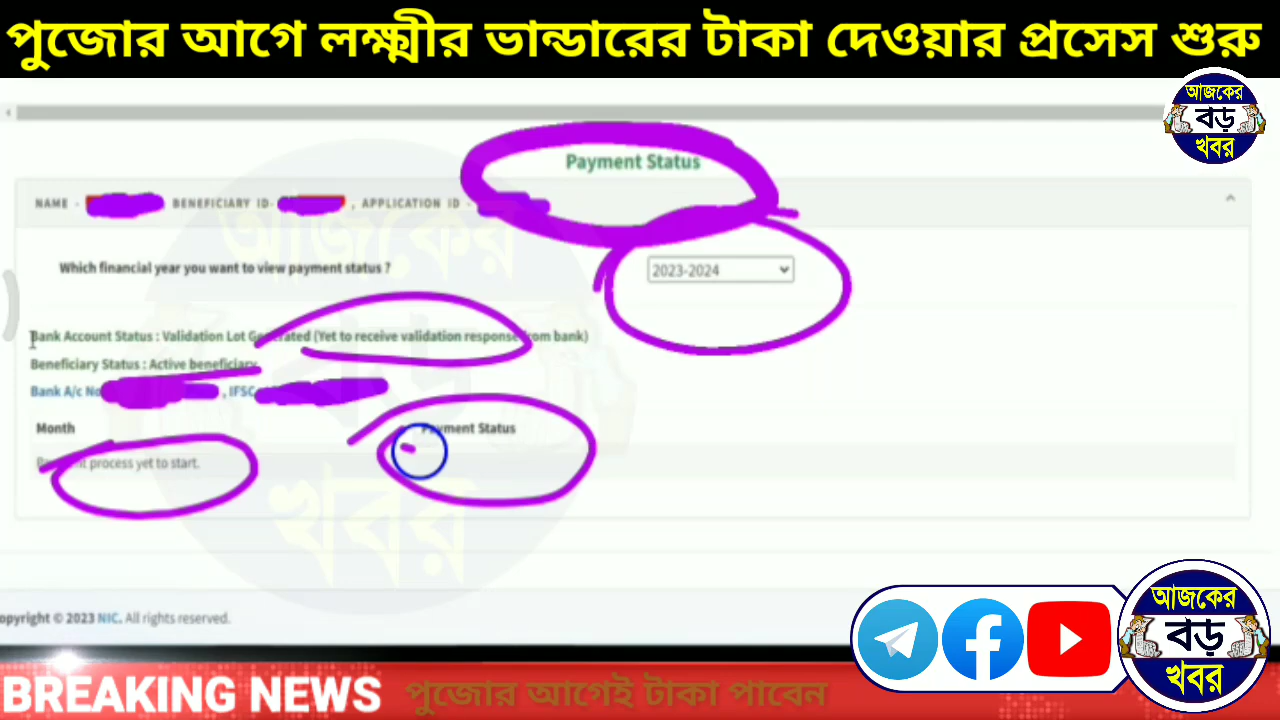 পুজোর আগে লক্ষ্মীর ভান্ডারের টাকা দেওয়ার প্রসেস শুরু
আজকের
বড়
খবর
Payment Status
NAME - BENEFICIARY ID- , APPLICATION ID -
Which financial year you want to view payment status ?
2023-2024
Bank Account Status : Validation Lot Generated (Yet to receive validation response from bank)
Beneficiary Status : Active beneficiary
Bank A/c No , IFSC
Month Payment Status
process yet to start.
আজকের
বড়
খবর
opyright © 2023 NIC. All rights reserved.
আজকের
বড়
খবর
BREAKING NEWS পুজোর আগেই টাকা পাবেন